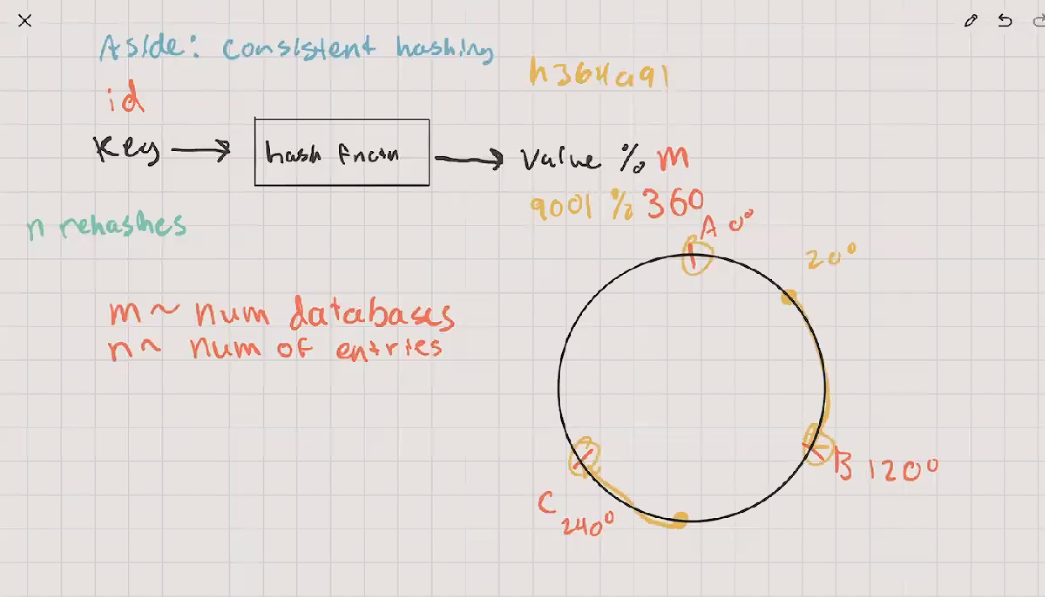 Aside: consistent hashing
h364a91
id
Key → hash fnctn → Value % m
9001 % 360
n rehashes
A 0°
20°
m ~ num databases
n ~ num of entries
B 120°
C 240°